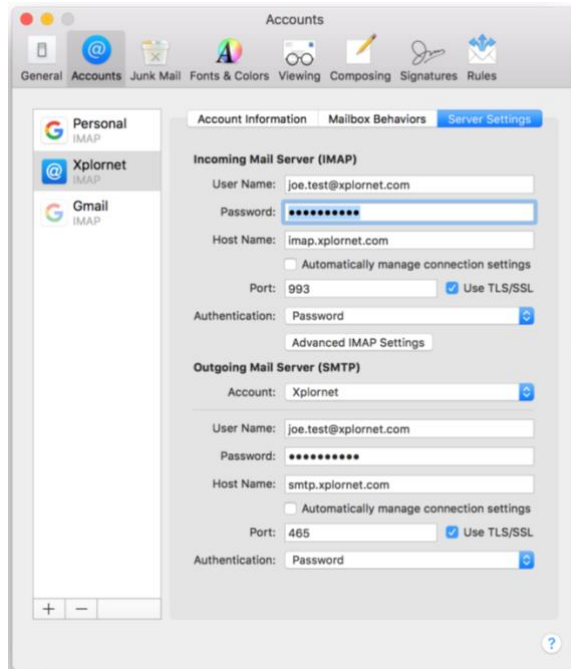 Accounts
General Accounts Junk Mail Fonts & Colors Viewing Composing Signatures Rules
Personal
IMAP
Xplornet
IMAP
Gmail
IMAP
Account Information Mailbox Behaviors Server Settings
Incoming Mail Server (IMAP)
User Name: joe.test@xplornet.com
Password: ••••••••••
Host Name: imap.xplornet.com
Automatically manage connection settings
Port: 993 Use TLS/SSL
Authentication: Password
Advanced IMAP Settings
Outgoing Mail Server (SMTP)
Account: Xplornet
User Name: joe.test@xplornet.com
Password: ••••••••••
Host Name: smtp.xplornet.com
Automatically manage connection settings
Port: 465 Use TLS/SSL
Authentication: Password
+ −
?